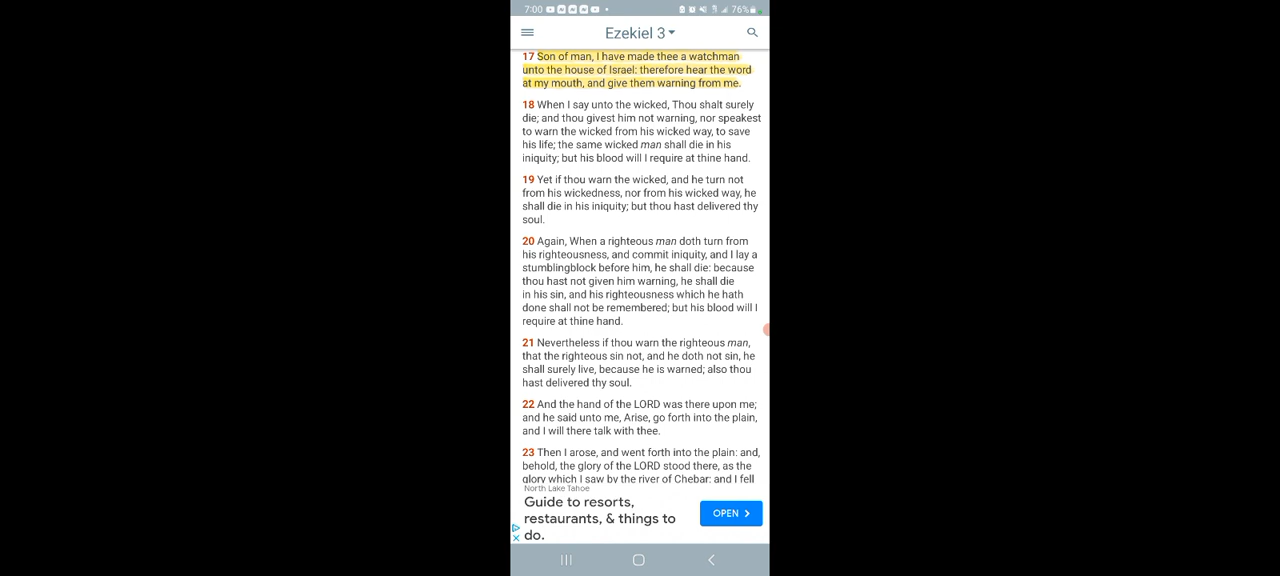 7:00
76%
Ezekiel 3
17 Son of man, I have made thee a watchman
unto the house of Israel: therefore hear the word
at my mouth, and give them warning from me.
18 When I say unto the wicked, Thou shalt surely
die; and thou givest him not warning, nor speakest
to warn the wicked from his wicked way, to save
his life; the same wicked man shall die in his
iniquity; but his blood will I require at thine hand.
19 Yet if thou warn the wicked, and he turn not
from his wickedness, nor from his wicked way, he
shall die in his iniquity; but thou hast delivered thy
soul.
20 Again, When a righteous man doth turn from
his righteousness, and commit iniquity, and I lay a
stumblingblock before him, he shall die: because
thou hast not given him warning, he shall die
in his sin, and his righteousness which he hath
done shall not be remembered; but his blood will I
require at thine hand.
21 Nevertheless if thou warn the righteous man,
that the righteous sin not, and he doth not sin, he
shall surely live, because he is warned; also thou
hast delivered thy soul.
22 And the hand of the LORD was there upon me;
and he said unto me, Arise, go forth into the plain,
and I will there talk with thee.
23 Then I arose, and went forth into the plain: and,
behold, the glory of the LORD stood there, as the
glory which I saw by the river of Chebar: and I fell
North Lake Tahoe
Guide to resorts,
restaurants, & things to
do.
OPEN